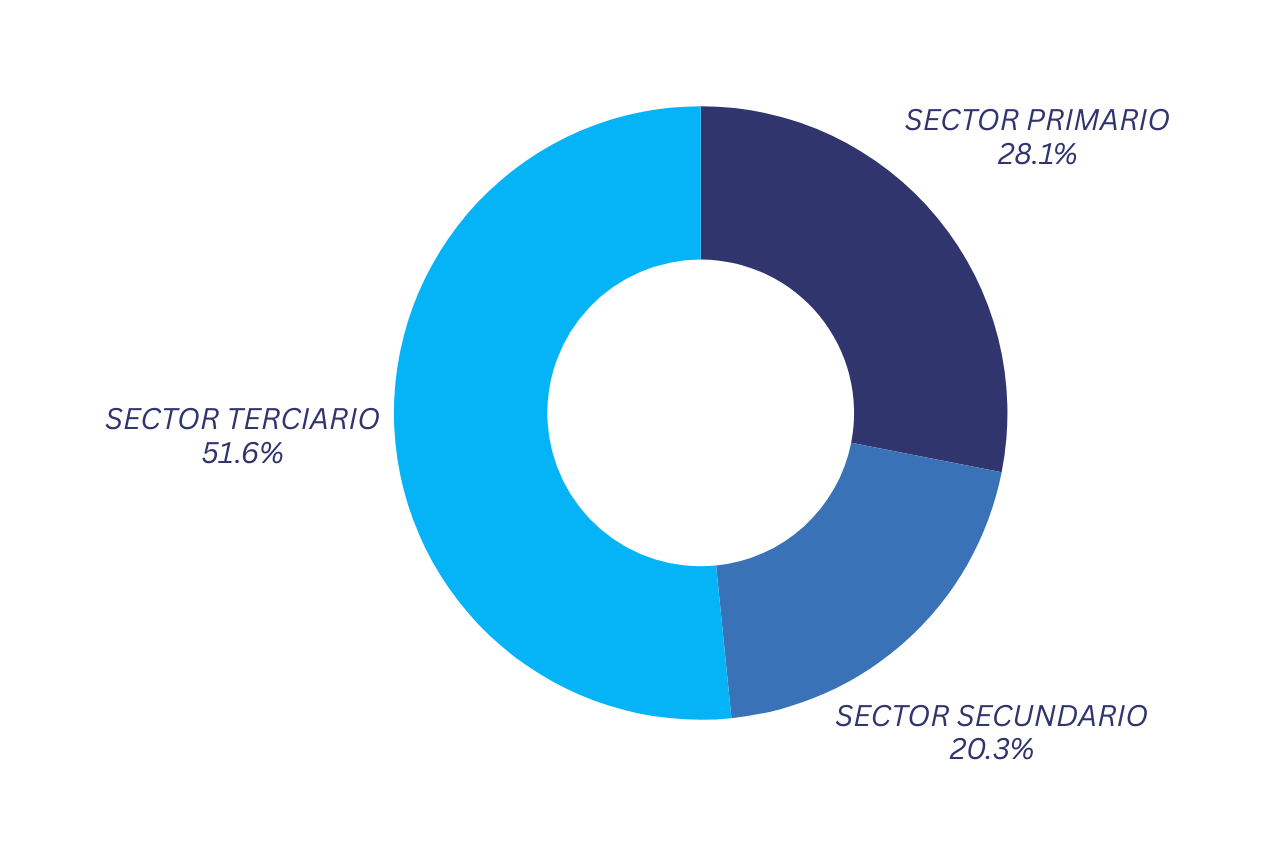 SECTOR PRIMARIO
28.1%
SECTOR TERCIARIO
51.6%
SECTOR SECUNDARIO
20.3%